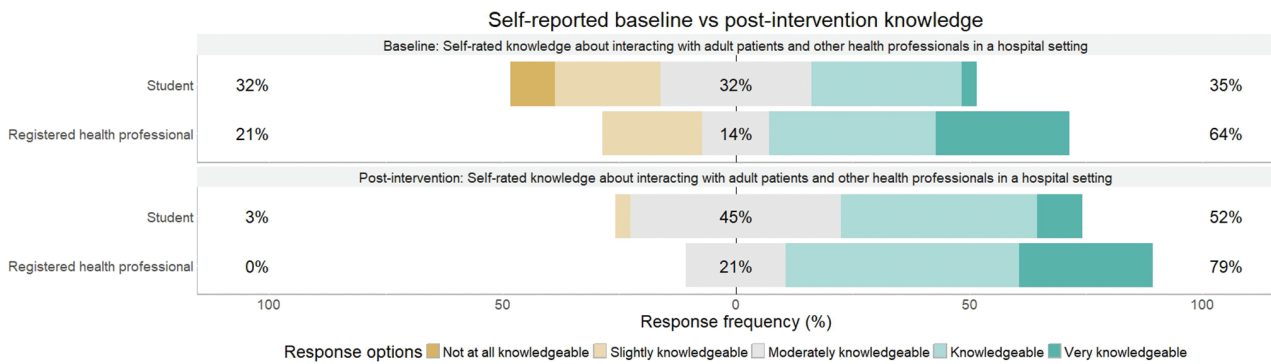 Self-reported baseline vs post-intervention knowledge
Baseline: Self-rated knowledge about interacting with adult patients and other health professionals in a hospital setting
Student 32% 32% 35%
Registered health professional 21% 14% 64%
Post-intervention: Self-rated knowledge about interacting with adult patients and other health professionals in a hospital setting
Student 3% 45% 52%
Registered health professional 0% 21% 79%
100 50 0 50 100
Response frequency (%)
Response options Not at all knowledgeable Slightly knowledgeable Moderately knowledgeable Knowledgeable Very knowledgeable